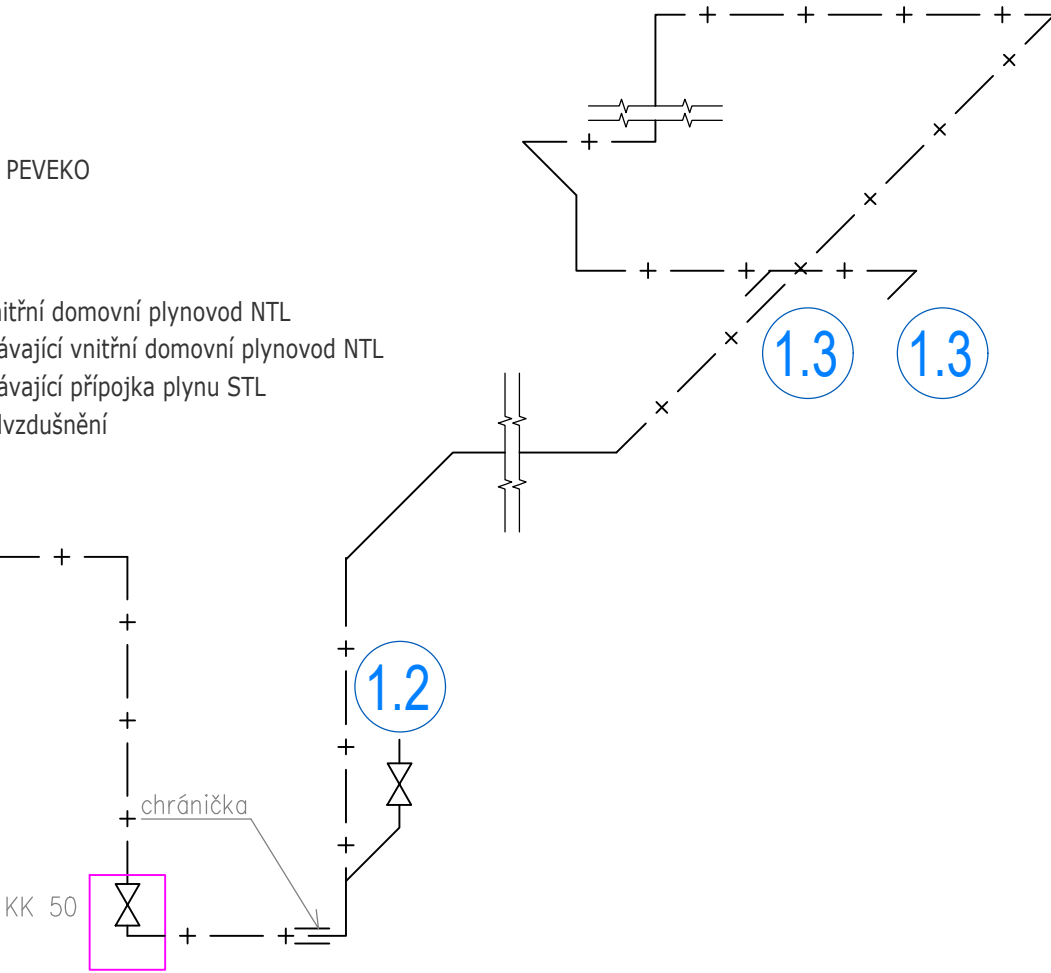 PEVEKO
nitřní domovní plynovod NTL
ávající vnitřní domovní plynovod NTL
ávající přípojka plynu STL
lvzdušnění
1.3
1.3
1.2
chránička
KK 50